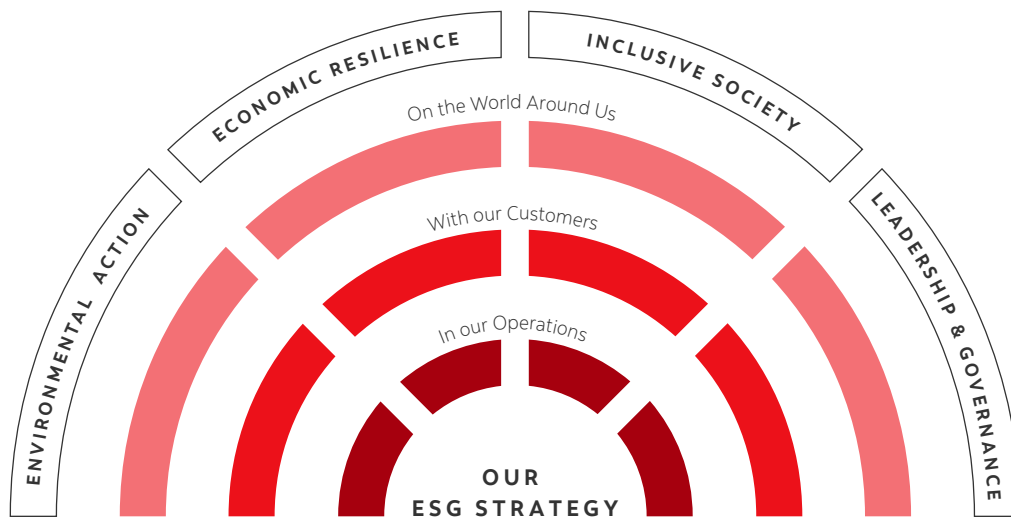 ENVIRONMENTAL ACTION
ECONOMIC RESILIENCE
INCLUSIVE SOCIETY
LEADERSHIP & GOVERNANCE
On the World Around Us
With our Customers
In our Operations
OUR
ESG STRATEGY